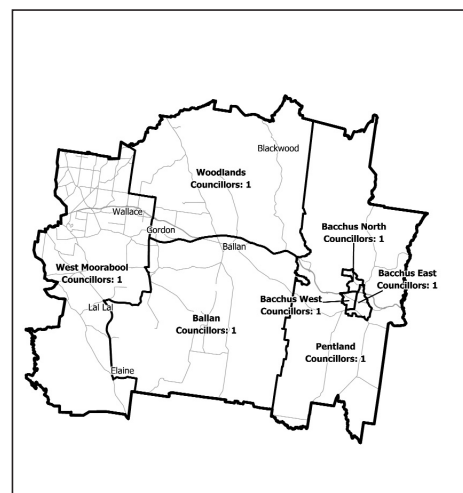 Blackwood
Woodlands
Councillors: 1
Wallace
Gordon
Ballan
Bacchus North
Councillors: 1
West Moorabool
Councillors: 1
Bacchus East
Councillors: 1
Bacchus West
Councillors: 1
Lal Lal
Ballan
Councillors: 1
Pentland
Councillors: 1
Elaine